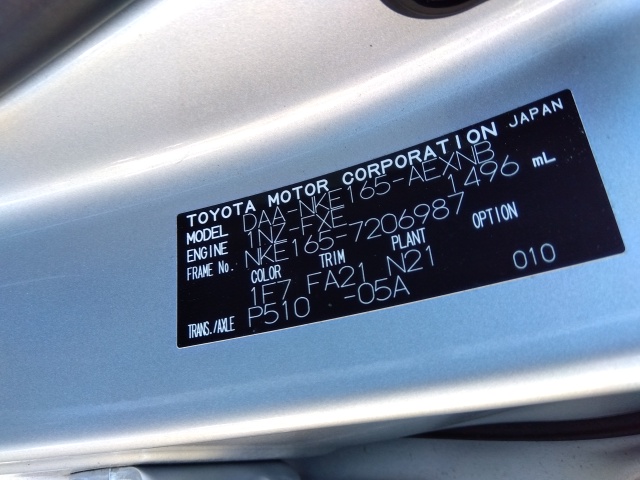 TOYOTA MOTOR CORPORATION JAPAN
MODEL DAA-NKE165-AEXNB
ENGINE 1NZ-FXE 1496 mL
FRAME No. NKE165-7206987
COLOR TRIM PLANT OPTION
1F7 FA21 N21 010
TRANS./AXLE P510 -05A